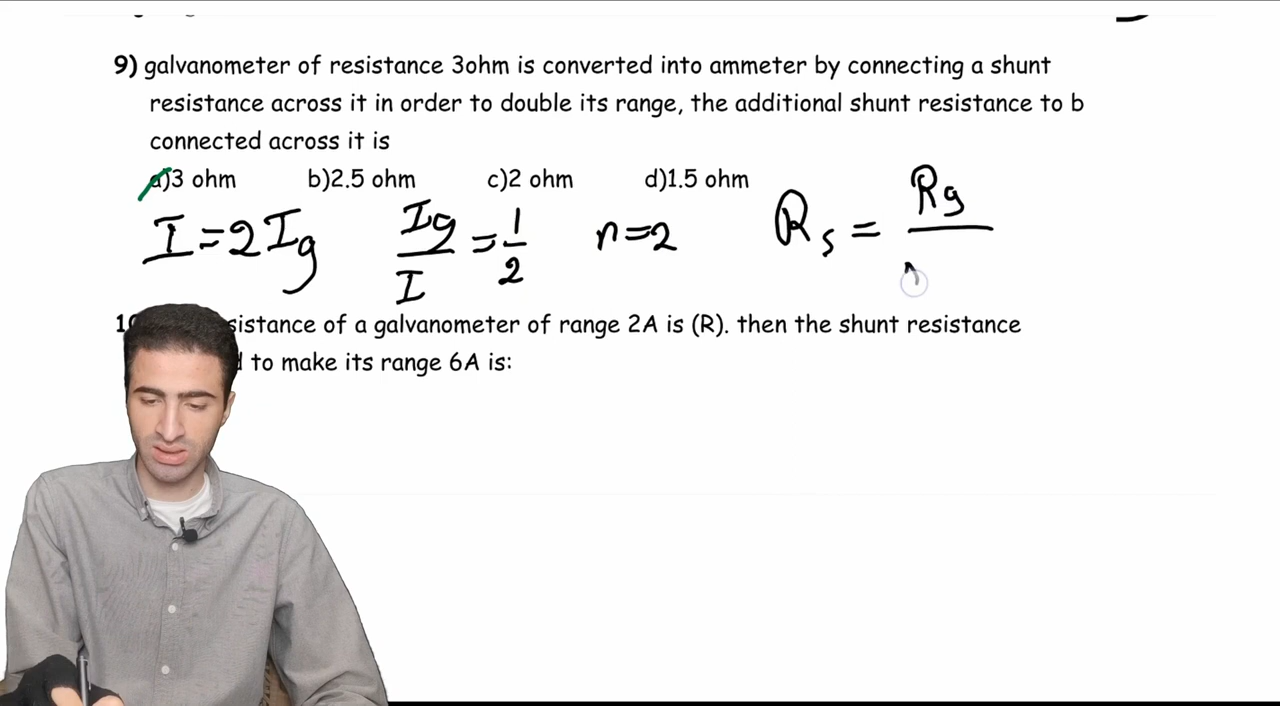 9) galvanometer of resistance 3ohm is converted into ammeter by connecting a shunt
resistance across it in order to double its range, the additional shunt resistance to b
connected across it is
a)3 ohm b)2.5 ohm c)2 ohm d)1.5 ohm
I=2Ig Ig/I = 1/2 n=2 Rs = Rg
sistance of a galvanometer of range 2A is (R). then the shunt resistance
to make its range 6A is: